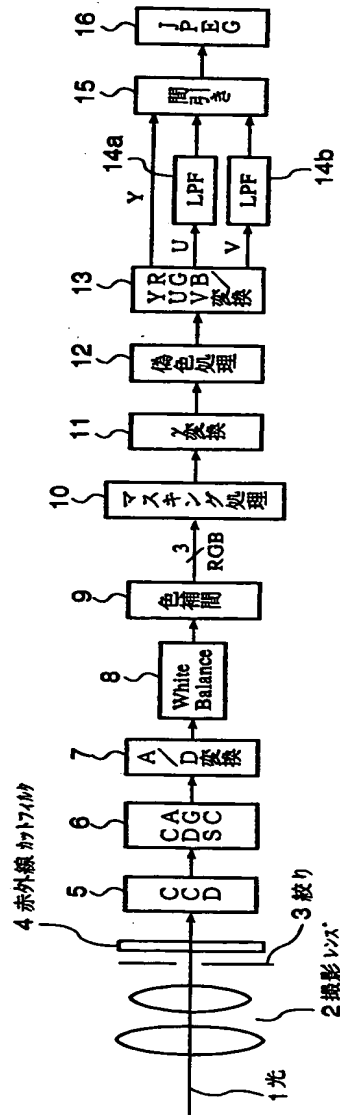 1 光
2 撮影 レンズ
3 絞り
4 赤外線 カットフィルタ
5
CCD
6
CDS
AGC
7
A/D変換
8
White
Balance
9
色補間
3
RGB
10
マスキング処理
11
γ変換
12
偽色処理
13
RGB/
YUV変換
Y
U
V
14a
LPF
14b
LPF
15
間引き
16
JPEG